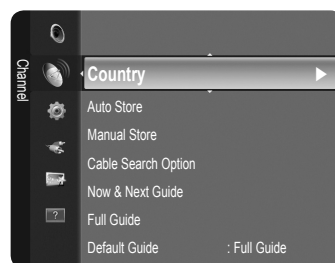 Channel
Country
Auto Store
Manual Store
Cable Search Option
Now & Next Guide
Full Guide
Default Guide : Full Guide
?